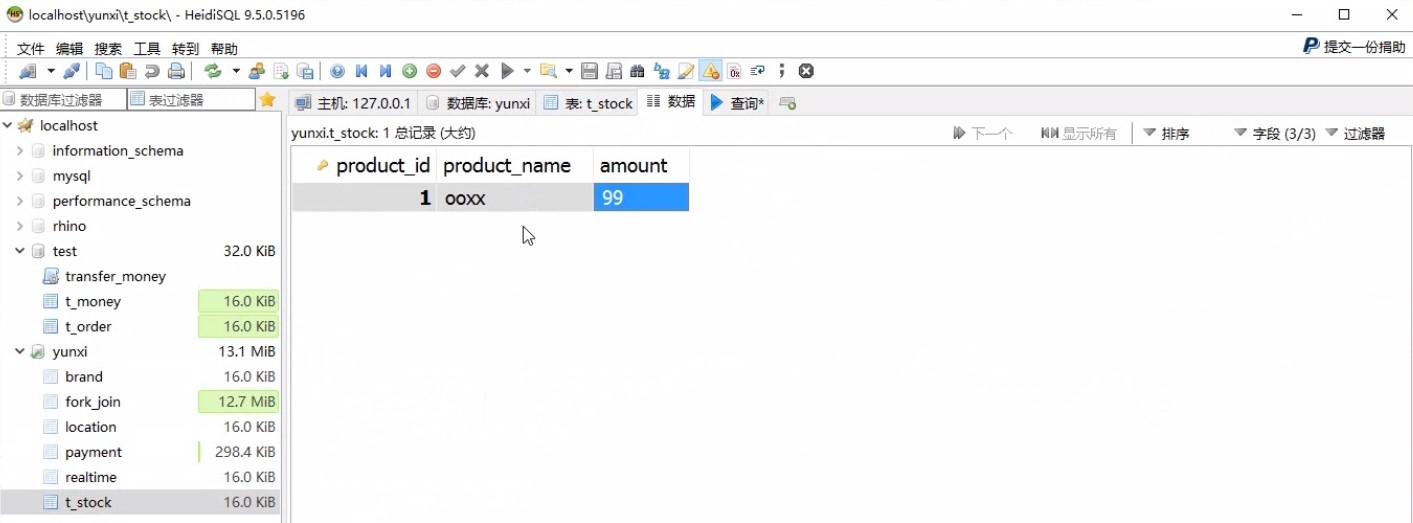 localhost\yunxi\t_stock\ - HeidiSQL 9.5.0.5196
文件 编辑 搜索 工具 转到 帮助
提交一份捐助
数据库过滤器 表过滤器
主机: 127.0.0.1 数据库: yunxi 表: t_stock 数据 查询*
localhost
information_schema
mysql
performance_schema
rhino
test 32.0 KiB
transfer_money
t_money 16.0 KiB
t_order 16.0 KiB
yunxi 13.1 MiB
brand 16.0 KiB
fork_join 12.7 MiB
location 16.0 KiB
payment 298.4 KiB
realtime 16.0 KiB
t_stock 16.0 KiB
yunxi.t_stock: 1 总记录 (大约)
下一个 显示所有 排序 字段 (3/3) 过滤器
product_id product_name amount
1 ooxx 99